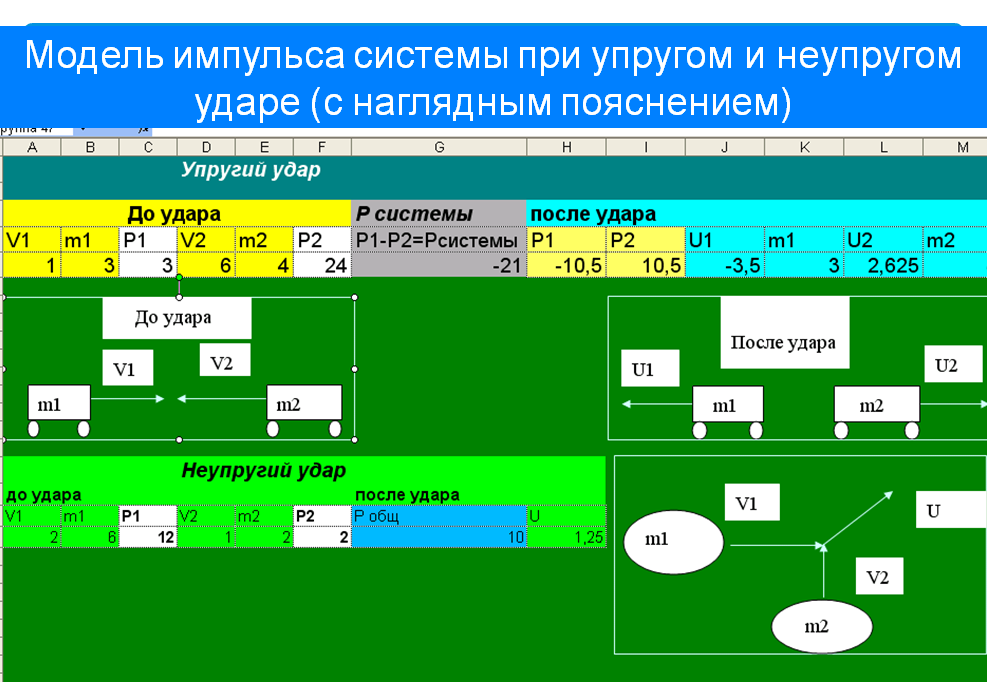 Модель импульса системы при упругом и неупругом
ударе (с наглядным пояснением)
A B C D E F G H I J K L M
Упругий удар
До удара Р системы после удара
V1 m1 P1 V2 m2 P2 P1-P2=Pсистемы P1 P2 U1 m1 U2 m2
1 3 3 6 4 24 -21 -10,5 10,5 -3,5 3 2,625
До удара
После удара
V1 V2
U1 U2
m1 m2
m1 m2
Неупругий удар
до удара после удара
V1 m1 P1 V2 m2 P2 Р общ U
2 6 12 1 2 2 10 1,25
V1
U
m1
V2
m2